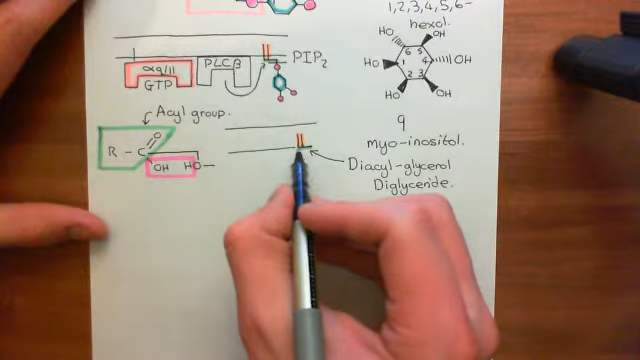 1,2,3,4,5,6-
hexol.
HO
OH
6 5
HO 1 4 OH
2 3
HO OH
αq/11
GTP
PLCβ
PIP2
Acyl group.
9
myo-inositol.
R - C
O
OH HO
Diacyl-glycerol
Diglyceride.